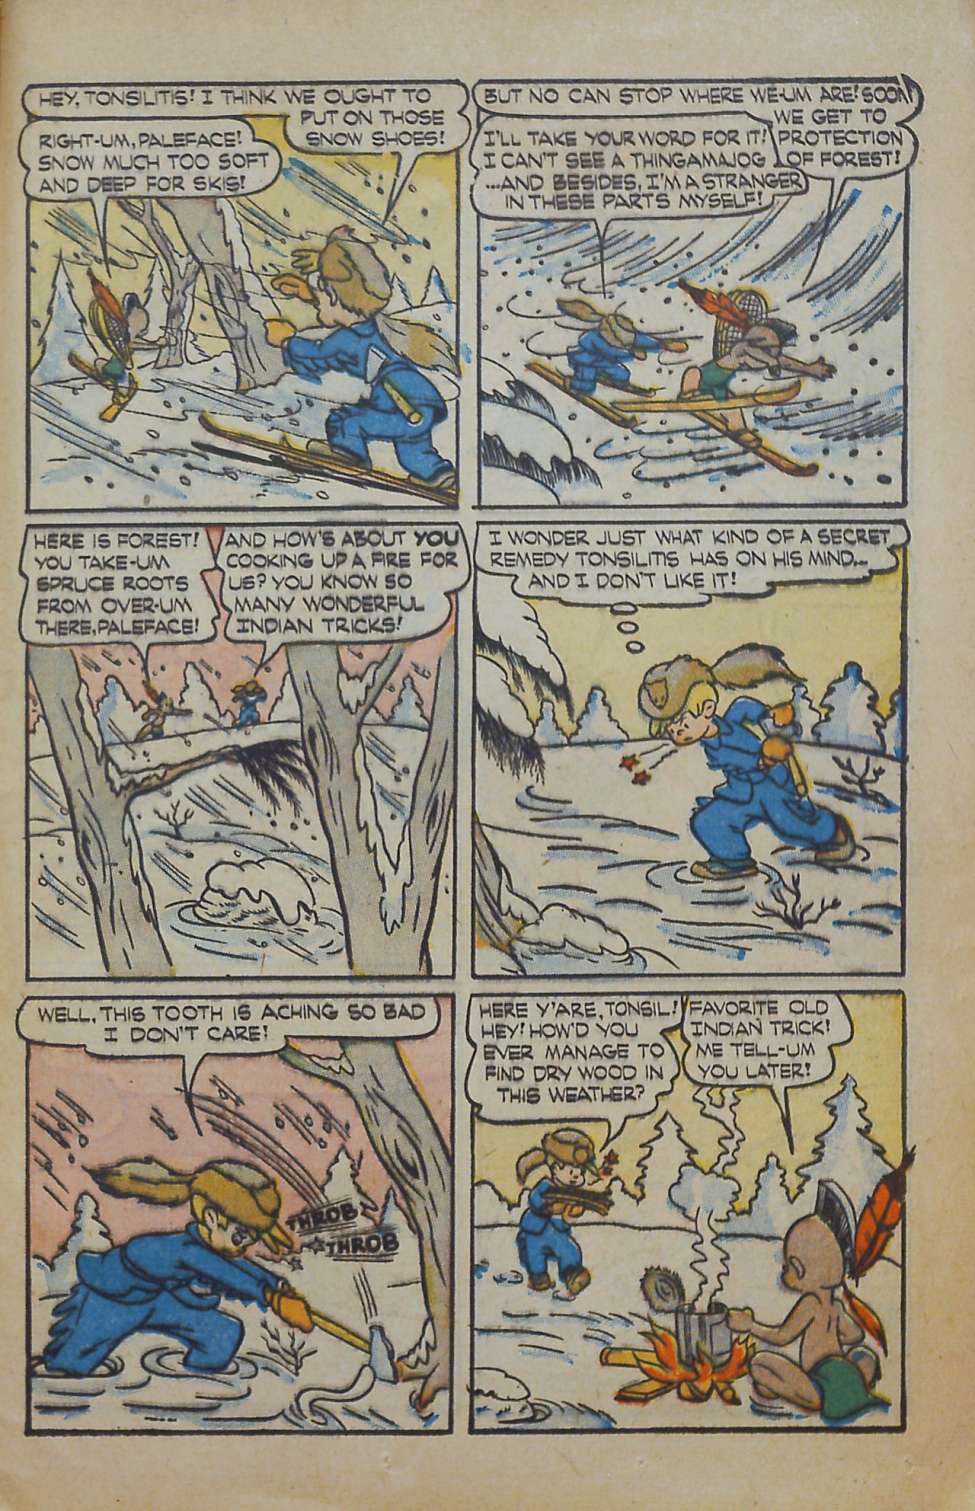 HEY, TONSILITIS! I THINK WE OUGHT TO
PUT ON THOSE
SNOW SHOES!
RIGHT-UM, PALEFACE!
SNOW MUCH TOO SOFT
AND DEEP FOR SKIS!
BUT NO CAN STOP WHERE WE-UM ARE! SOON
WE GET TO
PROTECTION
OF FOREST!
I'LL TAKE YOUR WORD FOR IT!
I CAN'T SEE A THINGAMAJOG
...AND BESIDES, I'M A STRANGER
IN THESE PARTS MYSELF!
HERE IS FOREST!
YOU TAKE-UM
SPRUCE ROOTS
FROM OVER-UM
THERE, PALEFACE!
AND HOW'S ABOUT YOU
COOKING UP A FIRE FOR
US? YOU KNOW SO
MANY WONDERFUL
INDIAN TRICKS!
I WONDER JUST WHAT KIND OF A SECRET
REMEDY TONSILITIS HAS ON HIS MIND...
AND I DON'T LIKE IT!
WELL, THIS TOOTH IS ACHING SO BAD
I DON'T CARE!
THROB
THROB
HERE Y'ARE, TONSIL!
HEY! HOW'D YOU
EVER MANAGE TO
FIND DRY WOOD IN
THIS WEATHER?
FAVORITE OLD
INDIAN TRICK!
ME TELL-UM
YOU LATER!